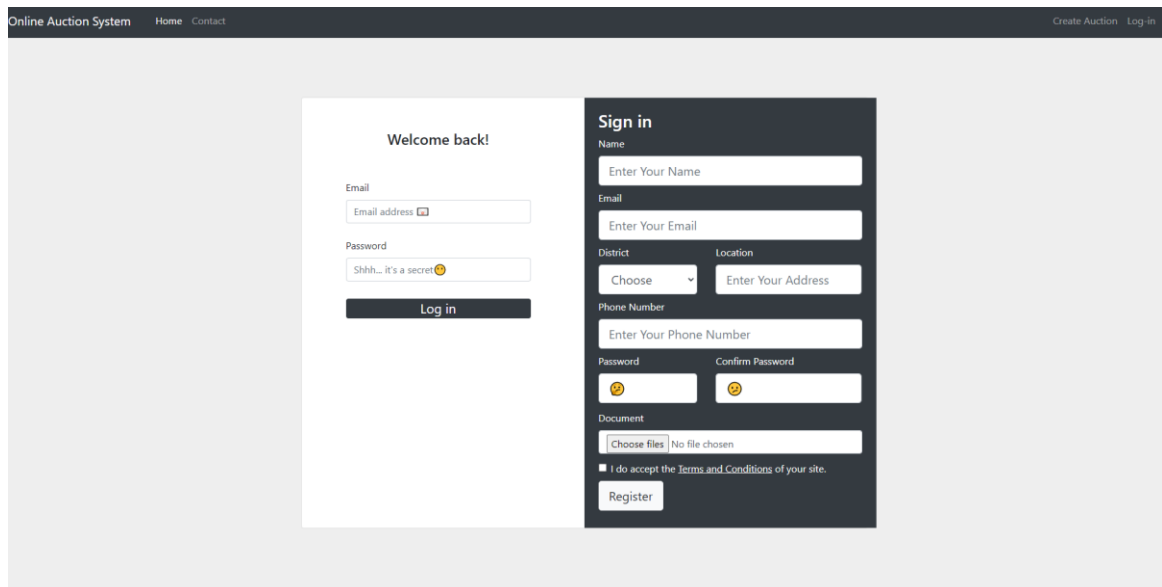 Online Auction System Home Contact Create Auction Log-in
Welcome back!
Email
Email address 📧
Password
Shhh... it's a secret😶
Log in
Sign in
Name
Enter Your Name
Email
Enter Your Email
District Location
Choose Enter Your Address
Phone Number
Enter Your Phone Number
Password Confirm Password
Document
Choose files No file chosen
I do accept the Terms and Conditions of your site.
Register